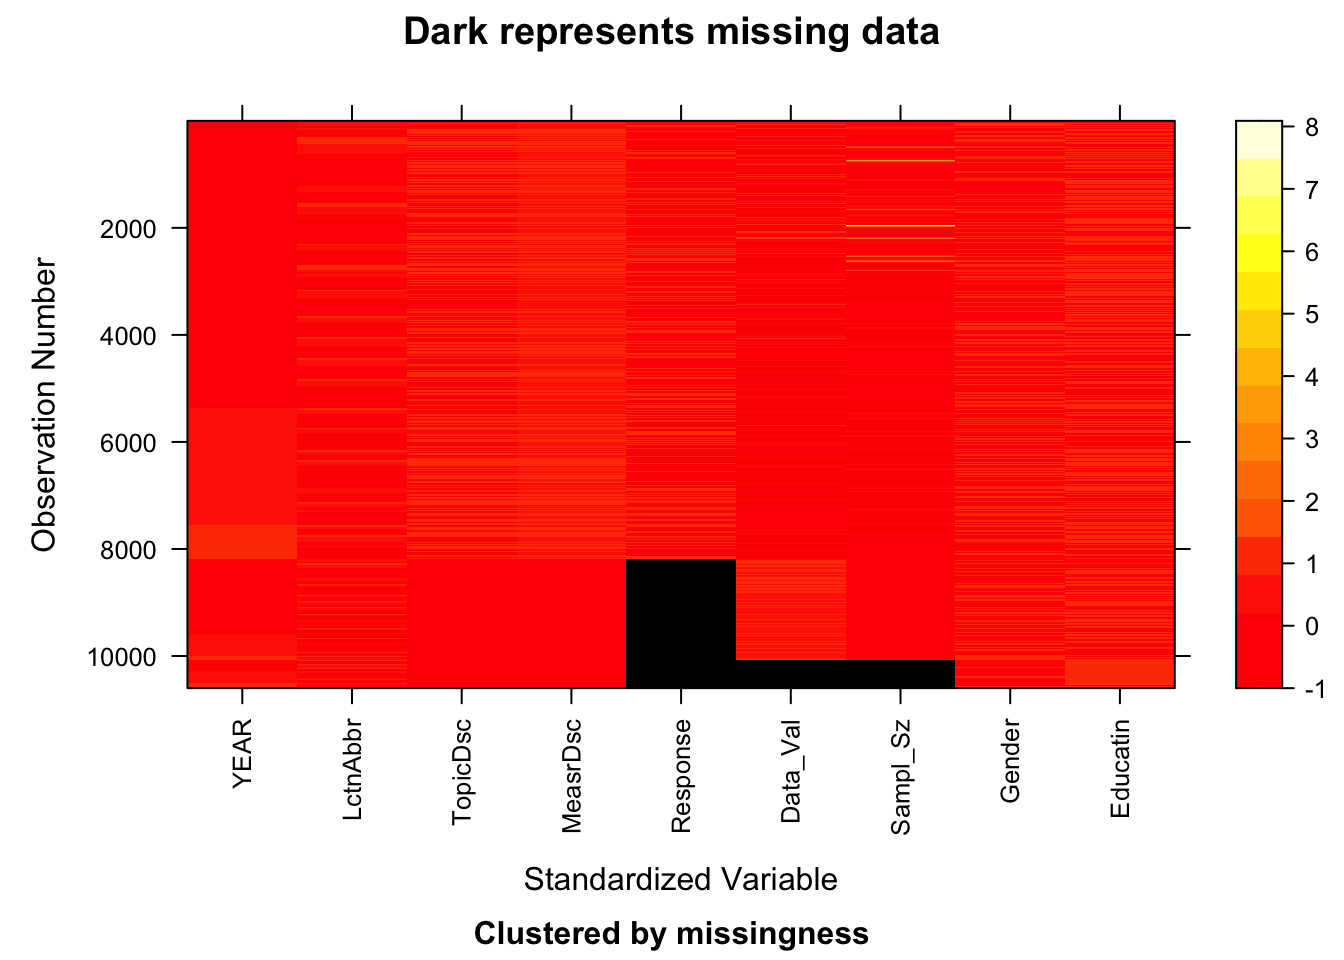 Dark represents missing data
Observation Number
2000
4000
6000
8000
10000
8
7
6
5
4
3
2
1
0
-1
YEAR
LctnAbbr
TopicDsc
MeasrDsc
Response
Data_Val
Sampl_Sz
Gender
Educatin
Standardized Variable
Clustered by missingness